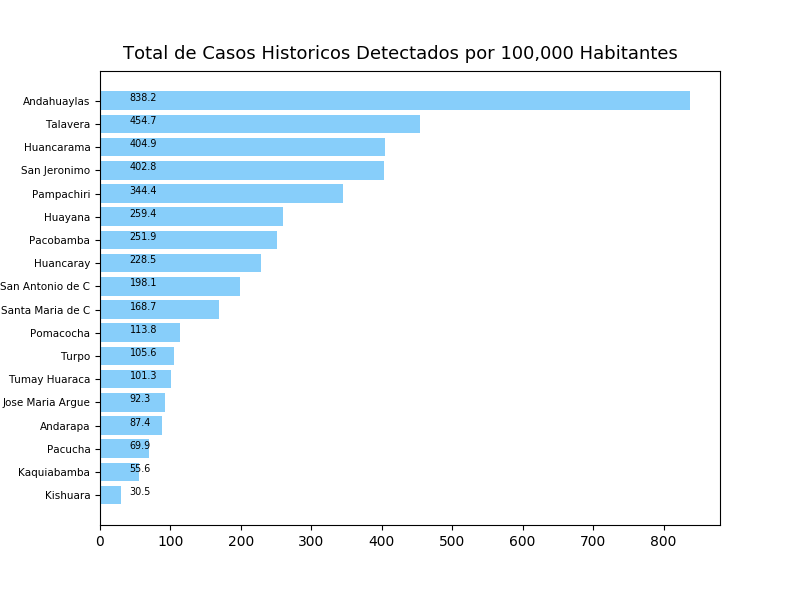 Total de Casos Historicos Detectados por 100,000 Habitantes
Andahuaylas 838.2
Talavera 454.7
Huancarama 404.9
San Jeronimo 402.8
Pampachiri 344.4
Huayana 259.4
Pacobamba 251.9
Huancaray 228.5
San Antonio de C 198.1
Santa Maria de C 168.7
Pomacocha 113.8
Turpo 105.6
Tumay Huaraca 101.3
Jose Maria Argue 92.3
Andarapa 87.4
Pacucha 69.9
Kaquiabamba 55.6
Kishuara 30.5
0 100 200 300 400 500 600 700 800